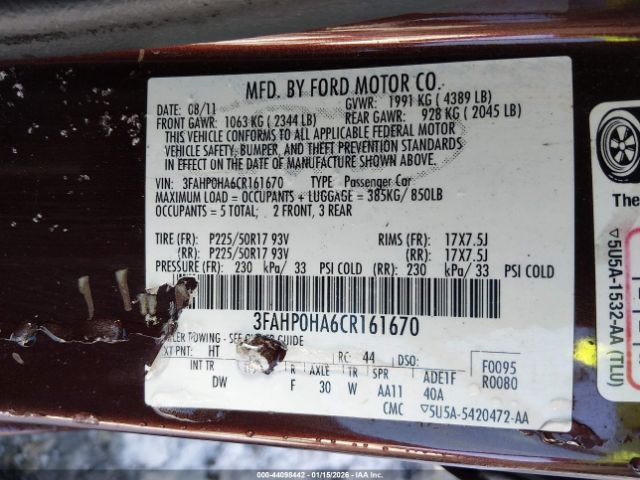 MFD. BY FORD MOTOR CO.
DATE: 08/11 GVWR: 1991 KG ( 4389 LB)
FRONT GAWR: 1063 KG ( 2344 LB) REAR GAWR: 928 KG ( 2045 LB)
THIS VEHICLE CONFORMS TO ALL APPLICABLE FEDERAL MOTOR
VEHICLE SAFETY, BUMPER, AND THEFT PREVENTION STANDARDS
IN EFFECT ON THE DATE OF MANUFACTURE SHOWN ABOVE.
VIN: 3FAHP0HA6CR161670 TYPE: Passenger Car
MAXIMUM LOAD = OCCUPANTS + LUGGAGE = 385KG/ 850LB
OCCUPANTS = 5 TOTAL, 2 FRONT, 3 REAR
TIRE (FR): P225/50R17 93V RIMS (FR): 17X7.5J
(RR): P225/50R17 93V (RR): 17X7.5J
PRESSURE (FR): 230 kPa/ 33 PSI COLD (RR): 230 kPa/ 33 PSI COLD
3FAHP0HA6CR161670
TOWING - SEE GUIDE
EXT PNT: HT RC: 44 DSO: F0095
INT TR R AXLE TR SPR R0080
DW F 30 W AA11 ADE1F
40A
CMC ▽5U5A-5420472-AA
The
▽5U5A-1532-AA (TLU)
000-44098442 - 01/15/2026 - IAAI.COM